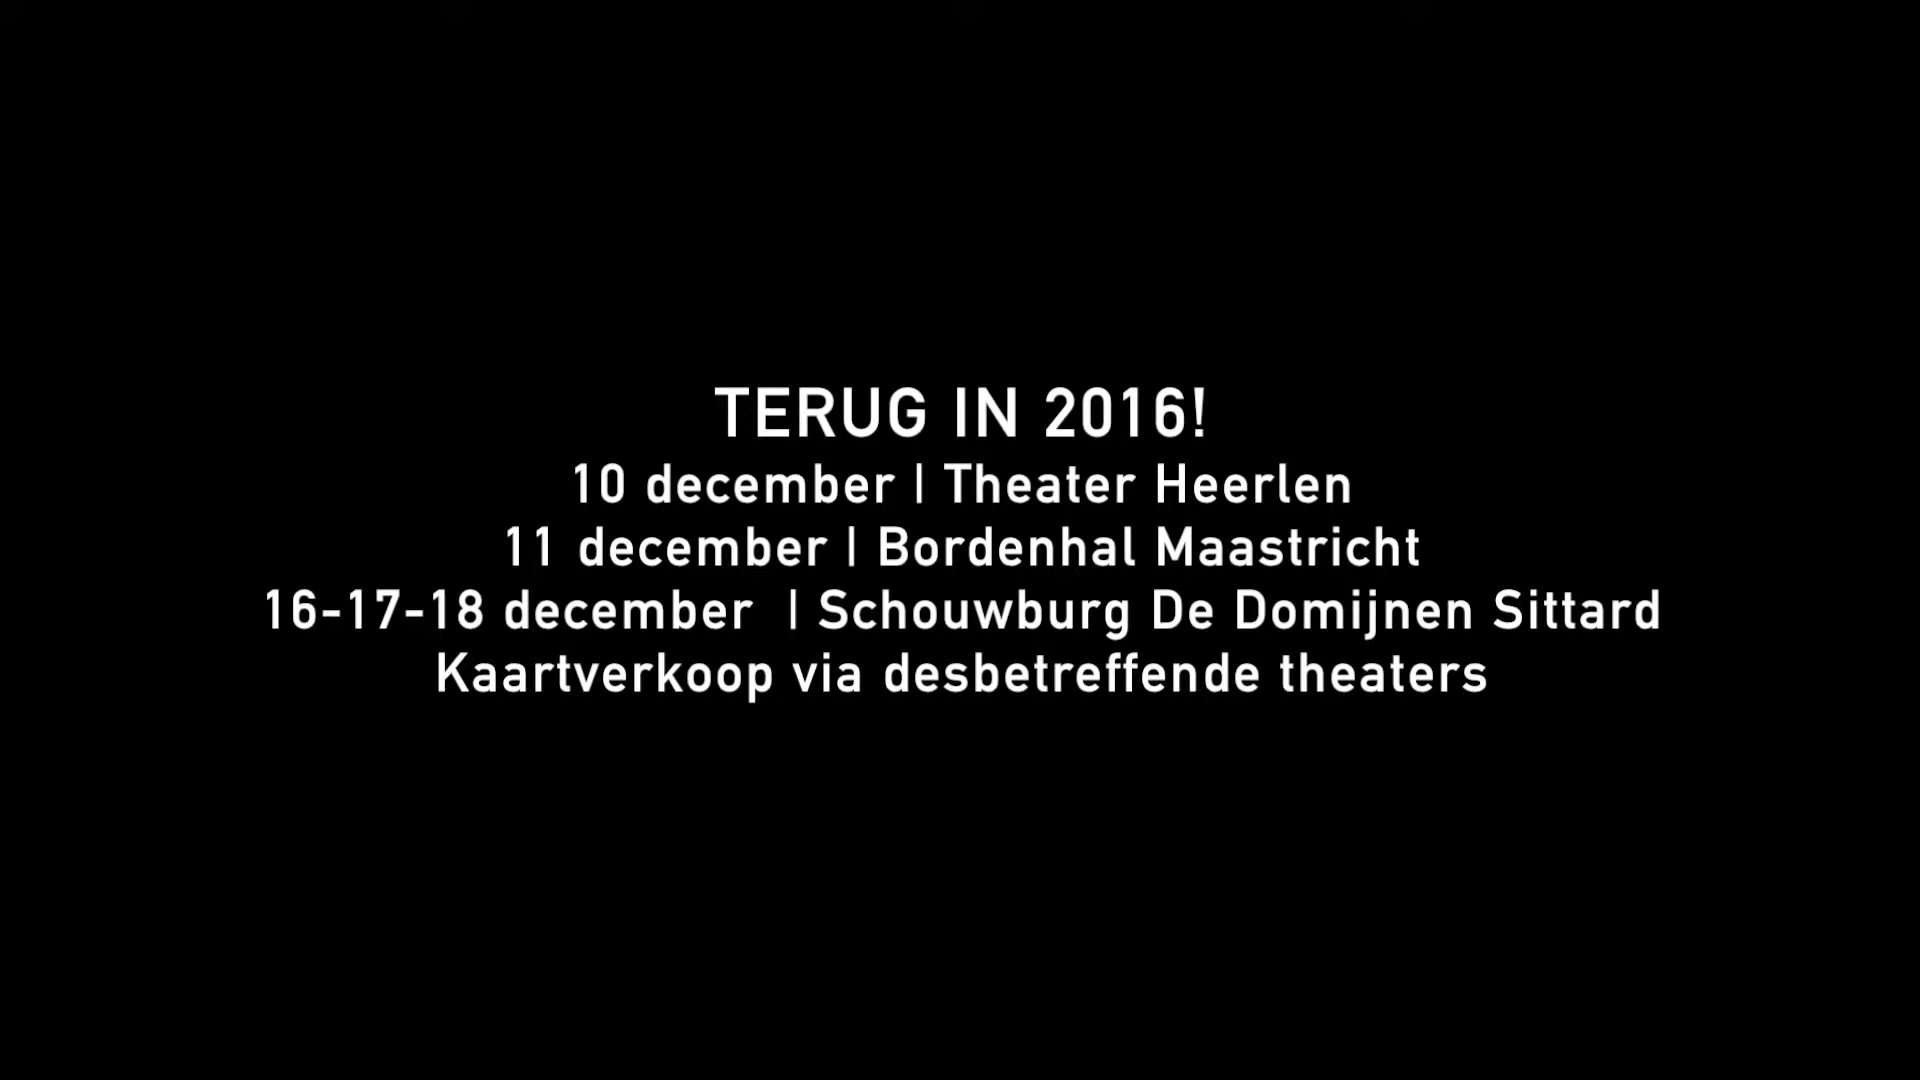 TERUG IN 2016!
10 december | Theater Heerlen
11 december | Bordenhal Maastricht
16-17-18 december | Schouwburg De Domijnen Sittard
Kaartverkoop via desbetreffende theaters